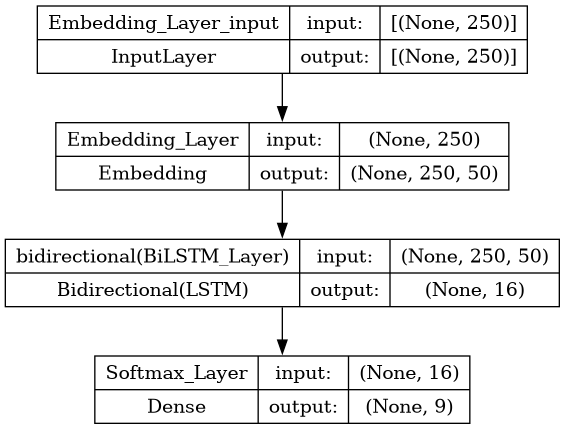 Embedding_Layer_input input: [(None, 250)]
InputLayer output: [(None, 250)]
Embedding_Layer input: (None, 250)
Embedding output: (None, 250, 50)
bidirectional(BiLSTM_Layer) input: (None, 250, 50)
Bidirectional(LSTM) output: (None, 16)
Softmax_Layer input: (None, 16)
Dense output: (None, 9)